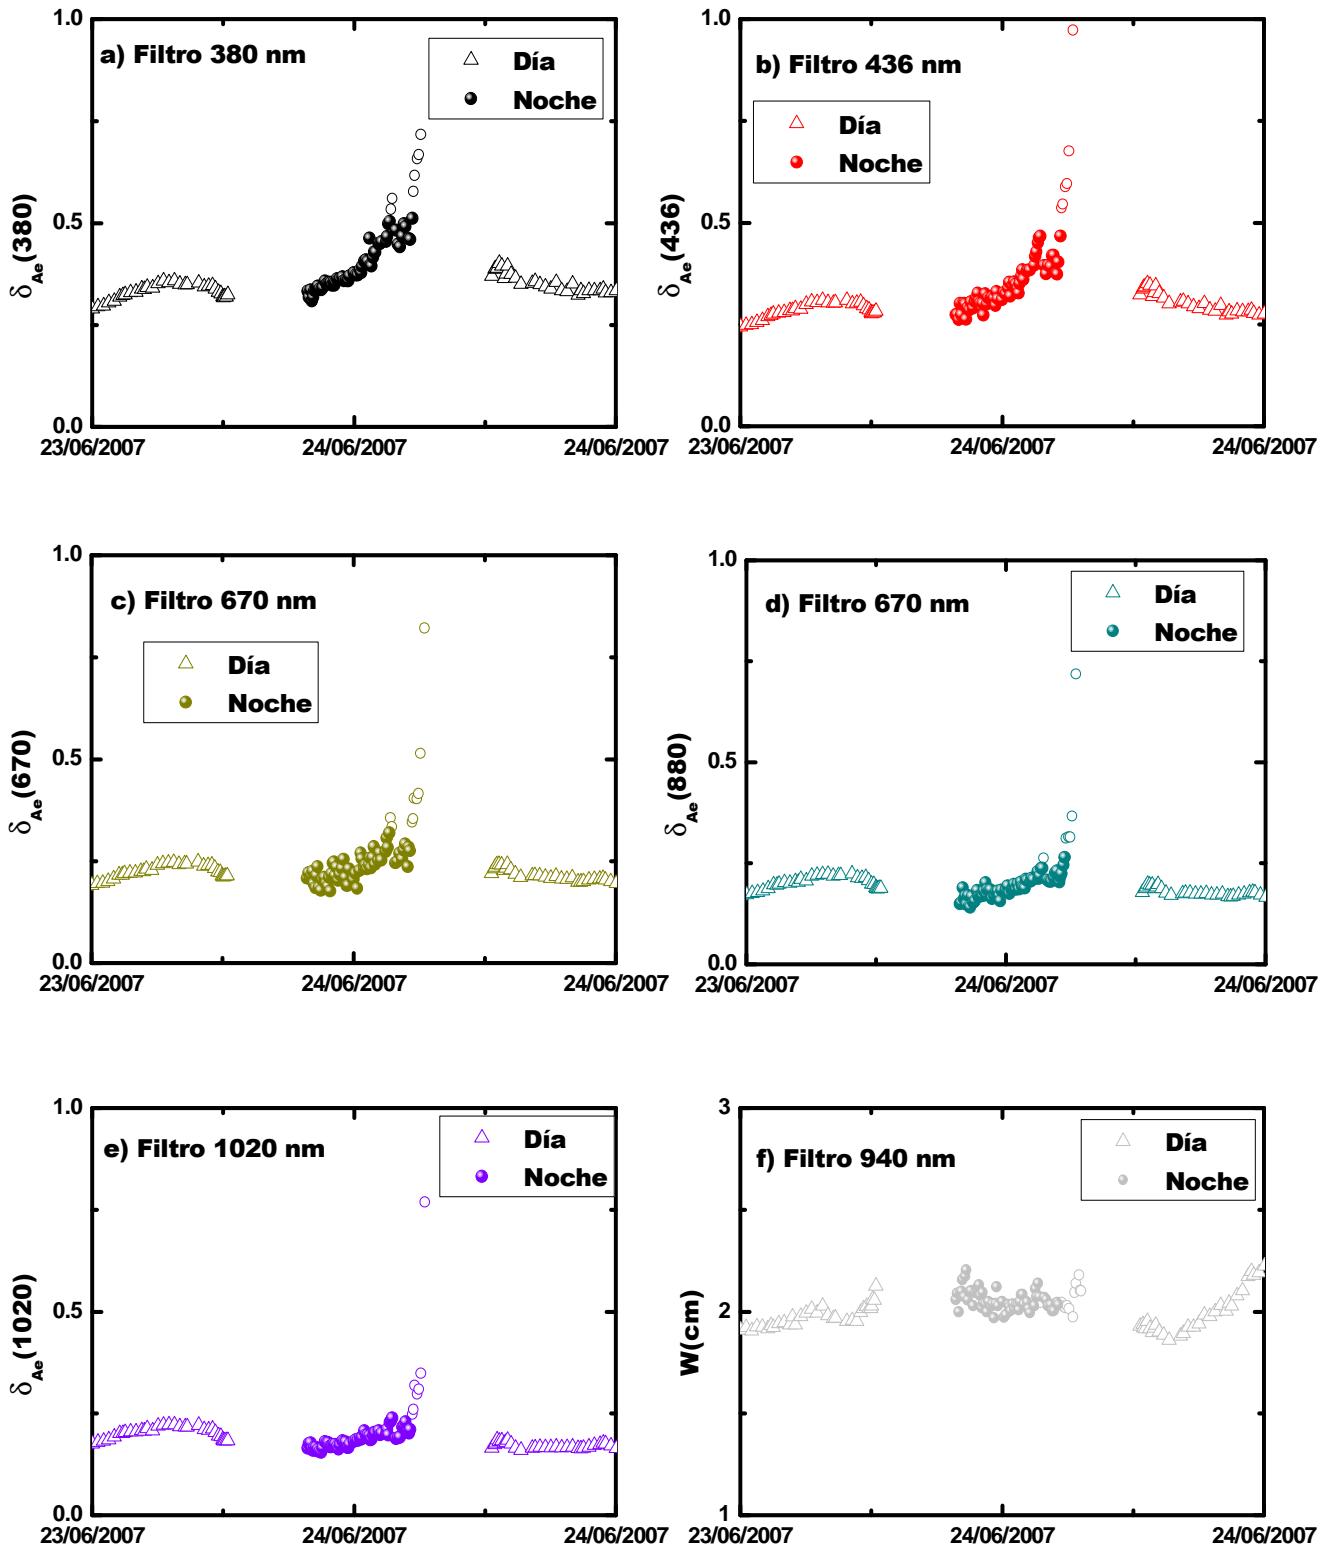 a) Filtro 380 nm
Día
Noche
1.0
0.5
0.0
δAe(380)
23/06/2007
24/06/2007
24/06/2007
b) Filtro 436 nm
Día
Noche
1.0
0.5
0.0
δAe(436)
23/06/2007
24/06/2007
24/06/2007
c) Filtro 670 nm
Día
Noche
1.0
0.5
0.0
δAe(670)
23/06/2007
24/06/2007
24/06/2007
d) Filtro 670 nm
Día
Noche
1.0
0.5
0.0
δAe(880)
23/06/2007
24/06/2007
24/06/2007
e) Filtro 1020 nm
Día
Noche
1.0
0.5
0.0
δAe(1020)
23/06/2007
24/06/2007
24/06/2007
f) Filtro 940 nm
Día
Noche
3
2
1
W(cm)
23/06/2007
24/06/2007
24/06/2007